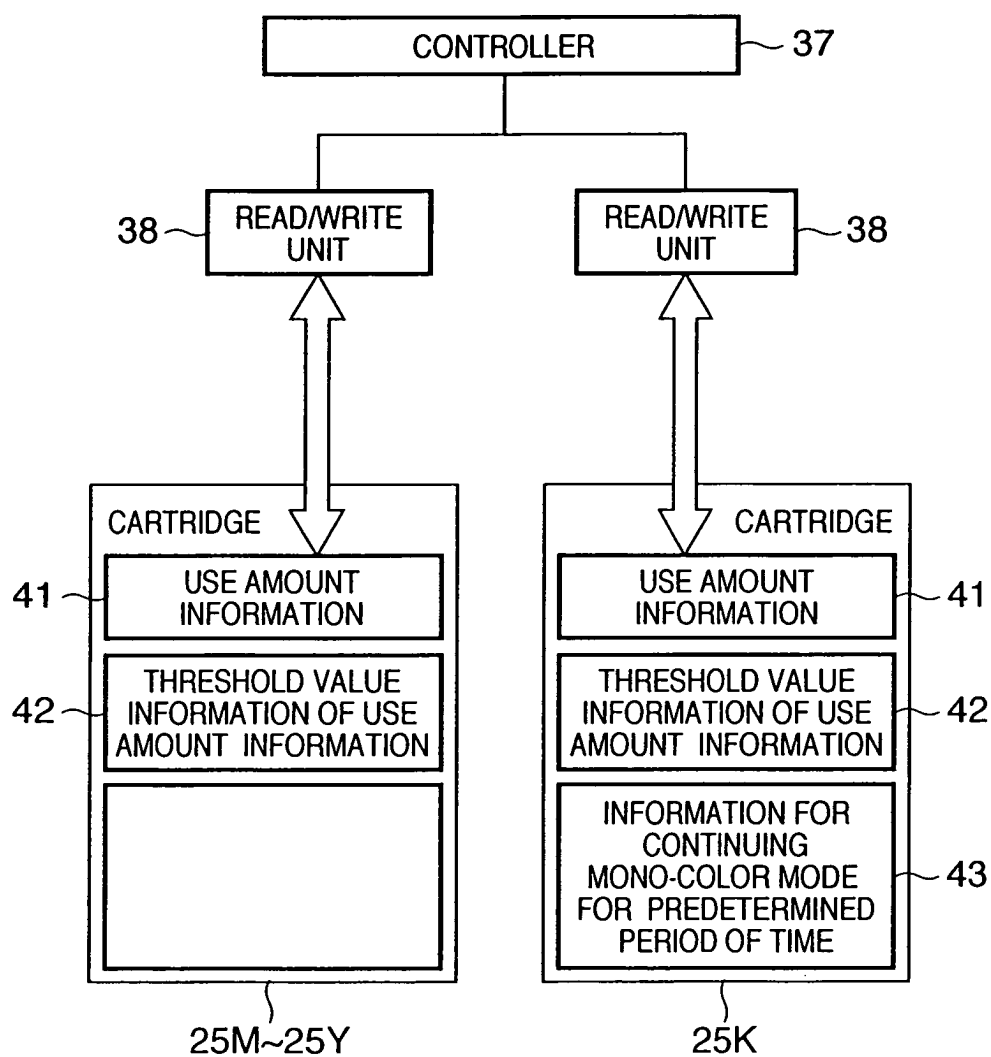 CONTROLLER
37
READ/WRITE
UNIT
38
READ/WRITE
UNIT
38
CARTRIDGE
USE AMOUNT
INFORMATION
41
THRESHOLD VALUE
INFORMATION OF USE
AMOUNT INFORMATION
42
25M~25Y
CARTRIDGE
USE AMOUNT
INFORMATION
41
THRESHOLD VALUE
INFORMATION OF USE
AMOUNT INFORMATION
42
INFORMATION FOR
CONTINUING
MONO-COLOR MODE
FOR PREDETERMINED
PERIOD OF TIME
43
25K